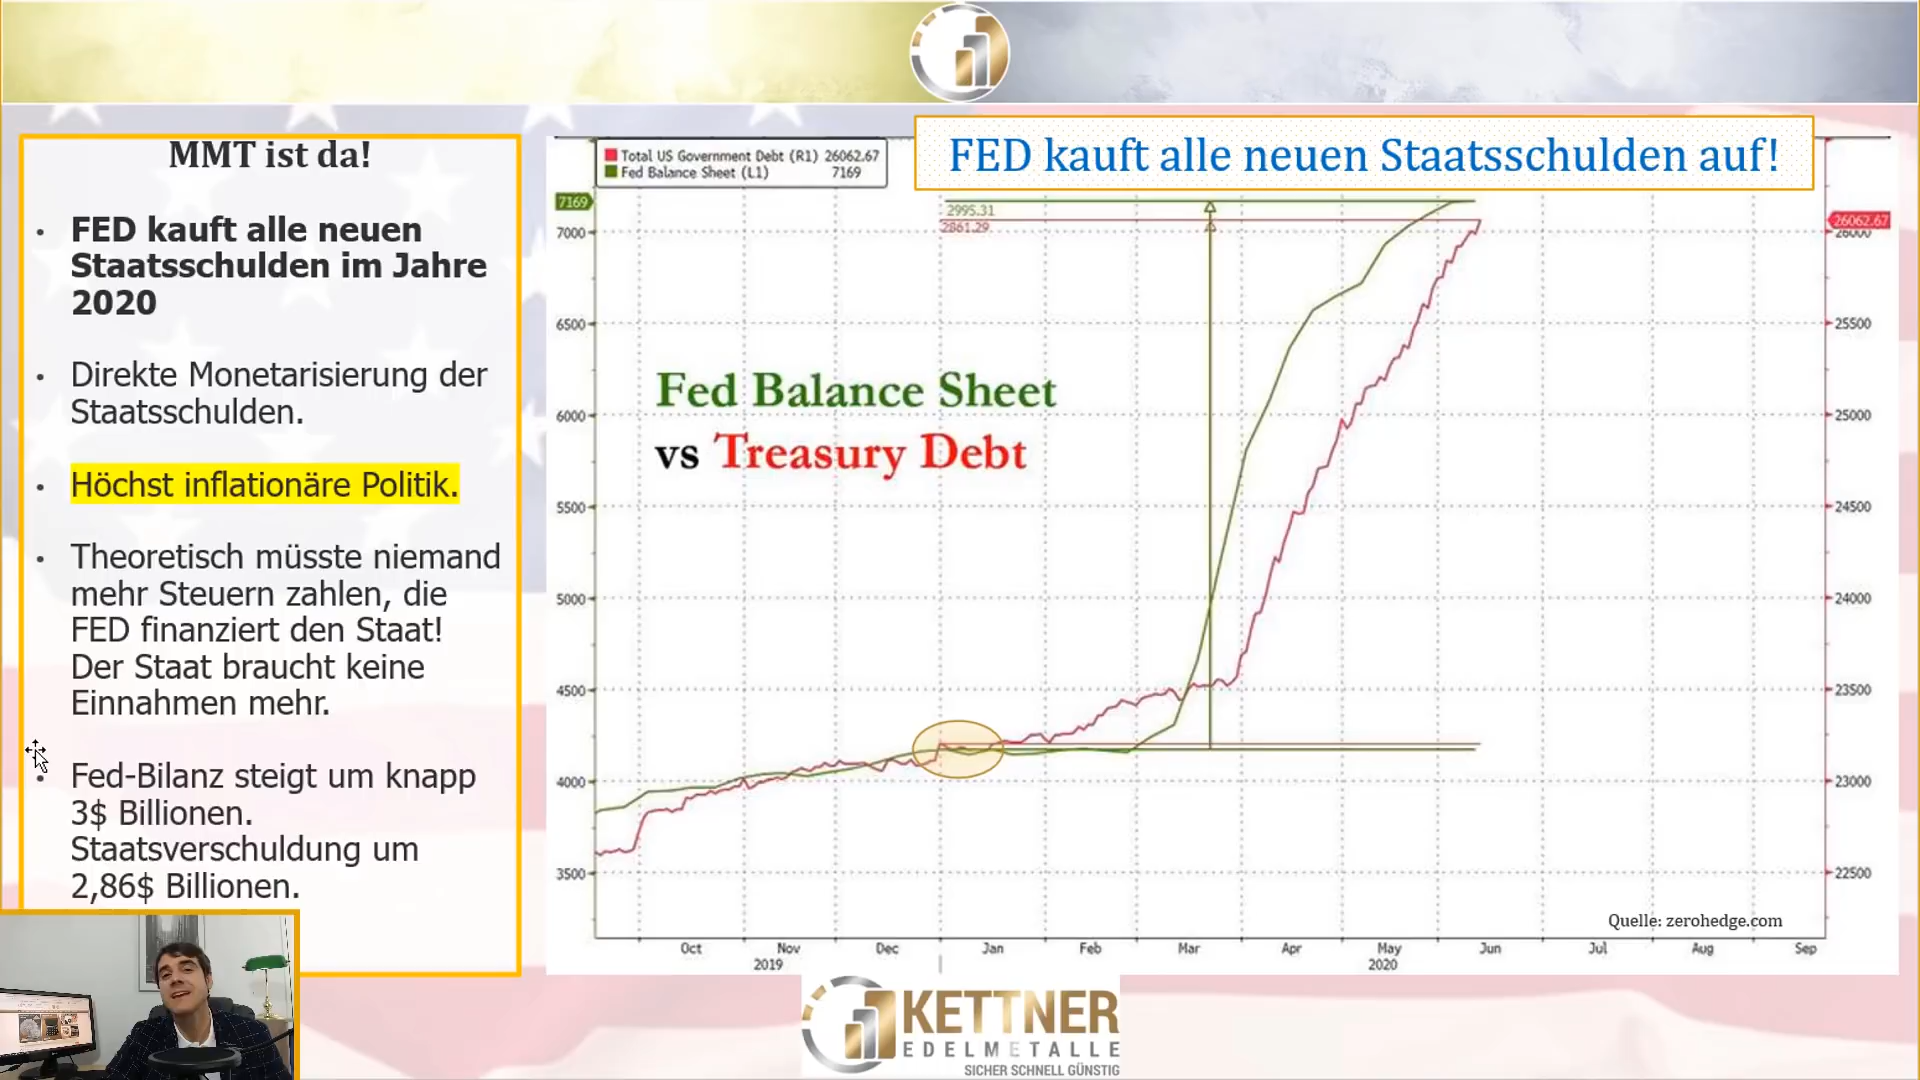 MMT ist da!
• FED kauft alle neuen
Staatsschulden im Jahre
2020
• Direkte Monetarisierung der
Staatsschulden.
• Höchst inflationäre Politik.
• Theoretisch müsste niemand
mehr Steuern zahlen, die
FED finanziert den Staat!
Der Staat braucht keine
Einnahmen mehr.
• Fed-Bilanz steigt um knapp
3$ Billionen.
Staatsverschuldung um
2,86$ Billionen.
FED kauft alle neuen Staatsschulden auf!
Total US Government Debt (R1) 26062.67
Fed Balance Sheet (L1) 7169
7169
7000
6500
6000
5500
5000
4500
4000
3500
2995.31
2861.29
Fed Balance Sheet
vs Treasury Debt
26062.67
26000
25500
25000
24500
24000
23500
23000
22500
Quelle: zerohedge.com
Oct Nov Dec Jan Feb Mar Apr May Jun Jul Aug Sep
2019 2020
KETTNER
EDELMETALLE
SICHER SCHNELL GÜNSTIG